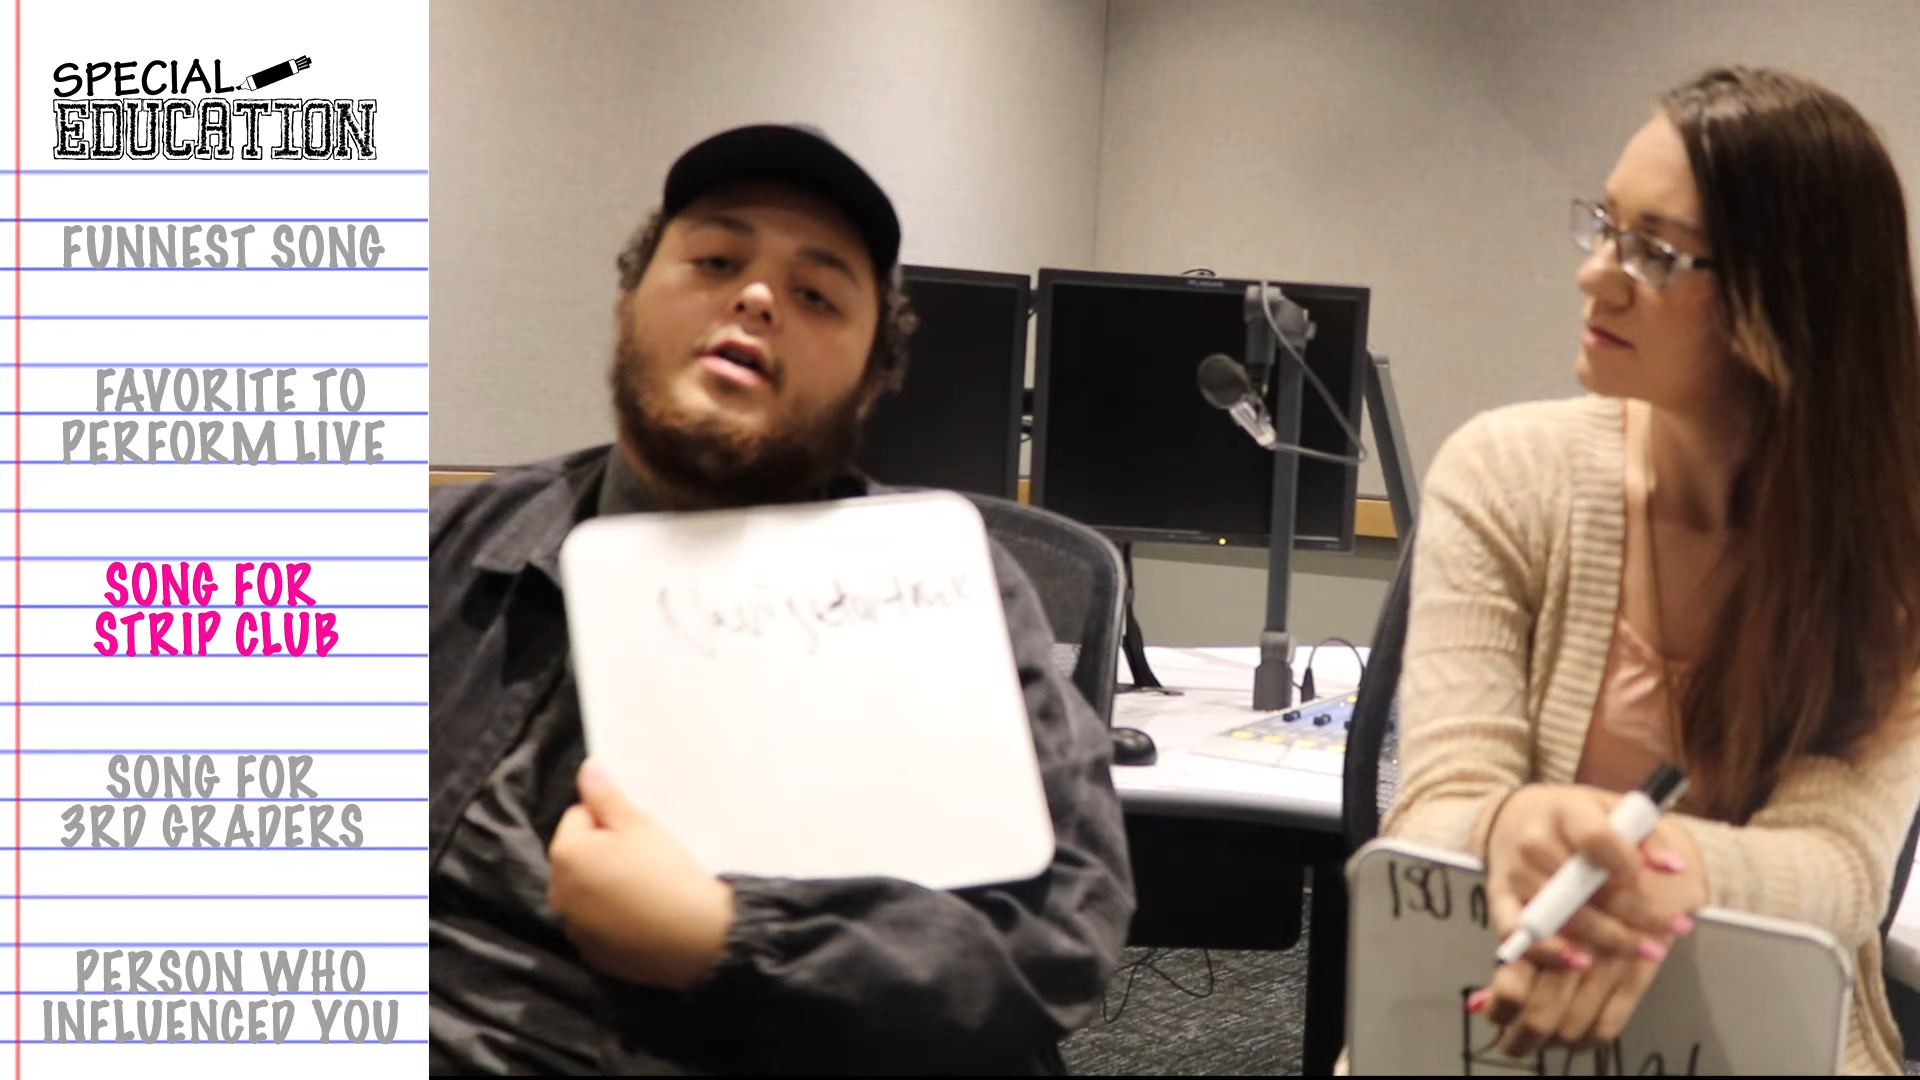 SPECIAL
EDUCATION
FUNNEST SONG
FAVORITE TO
PERFORM LIVE
SONG FOR
STRIP CLUB
SONG FOR
3RD GRADERS
PERSON WHO
INFLUENCED YOU
PLANAR